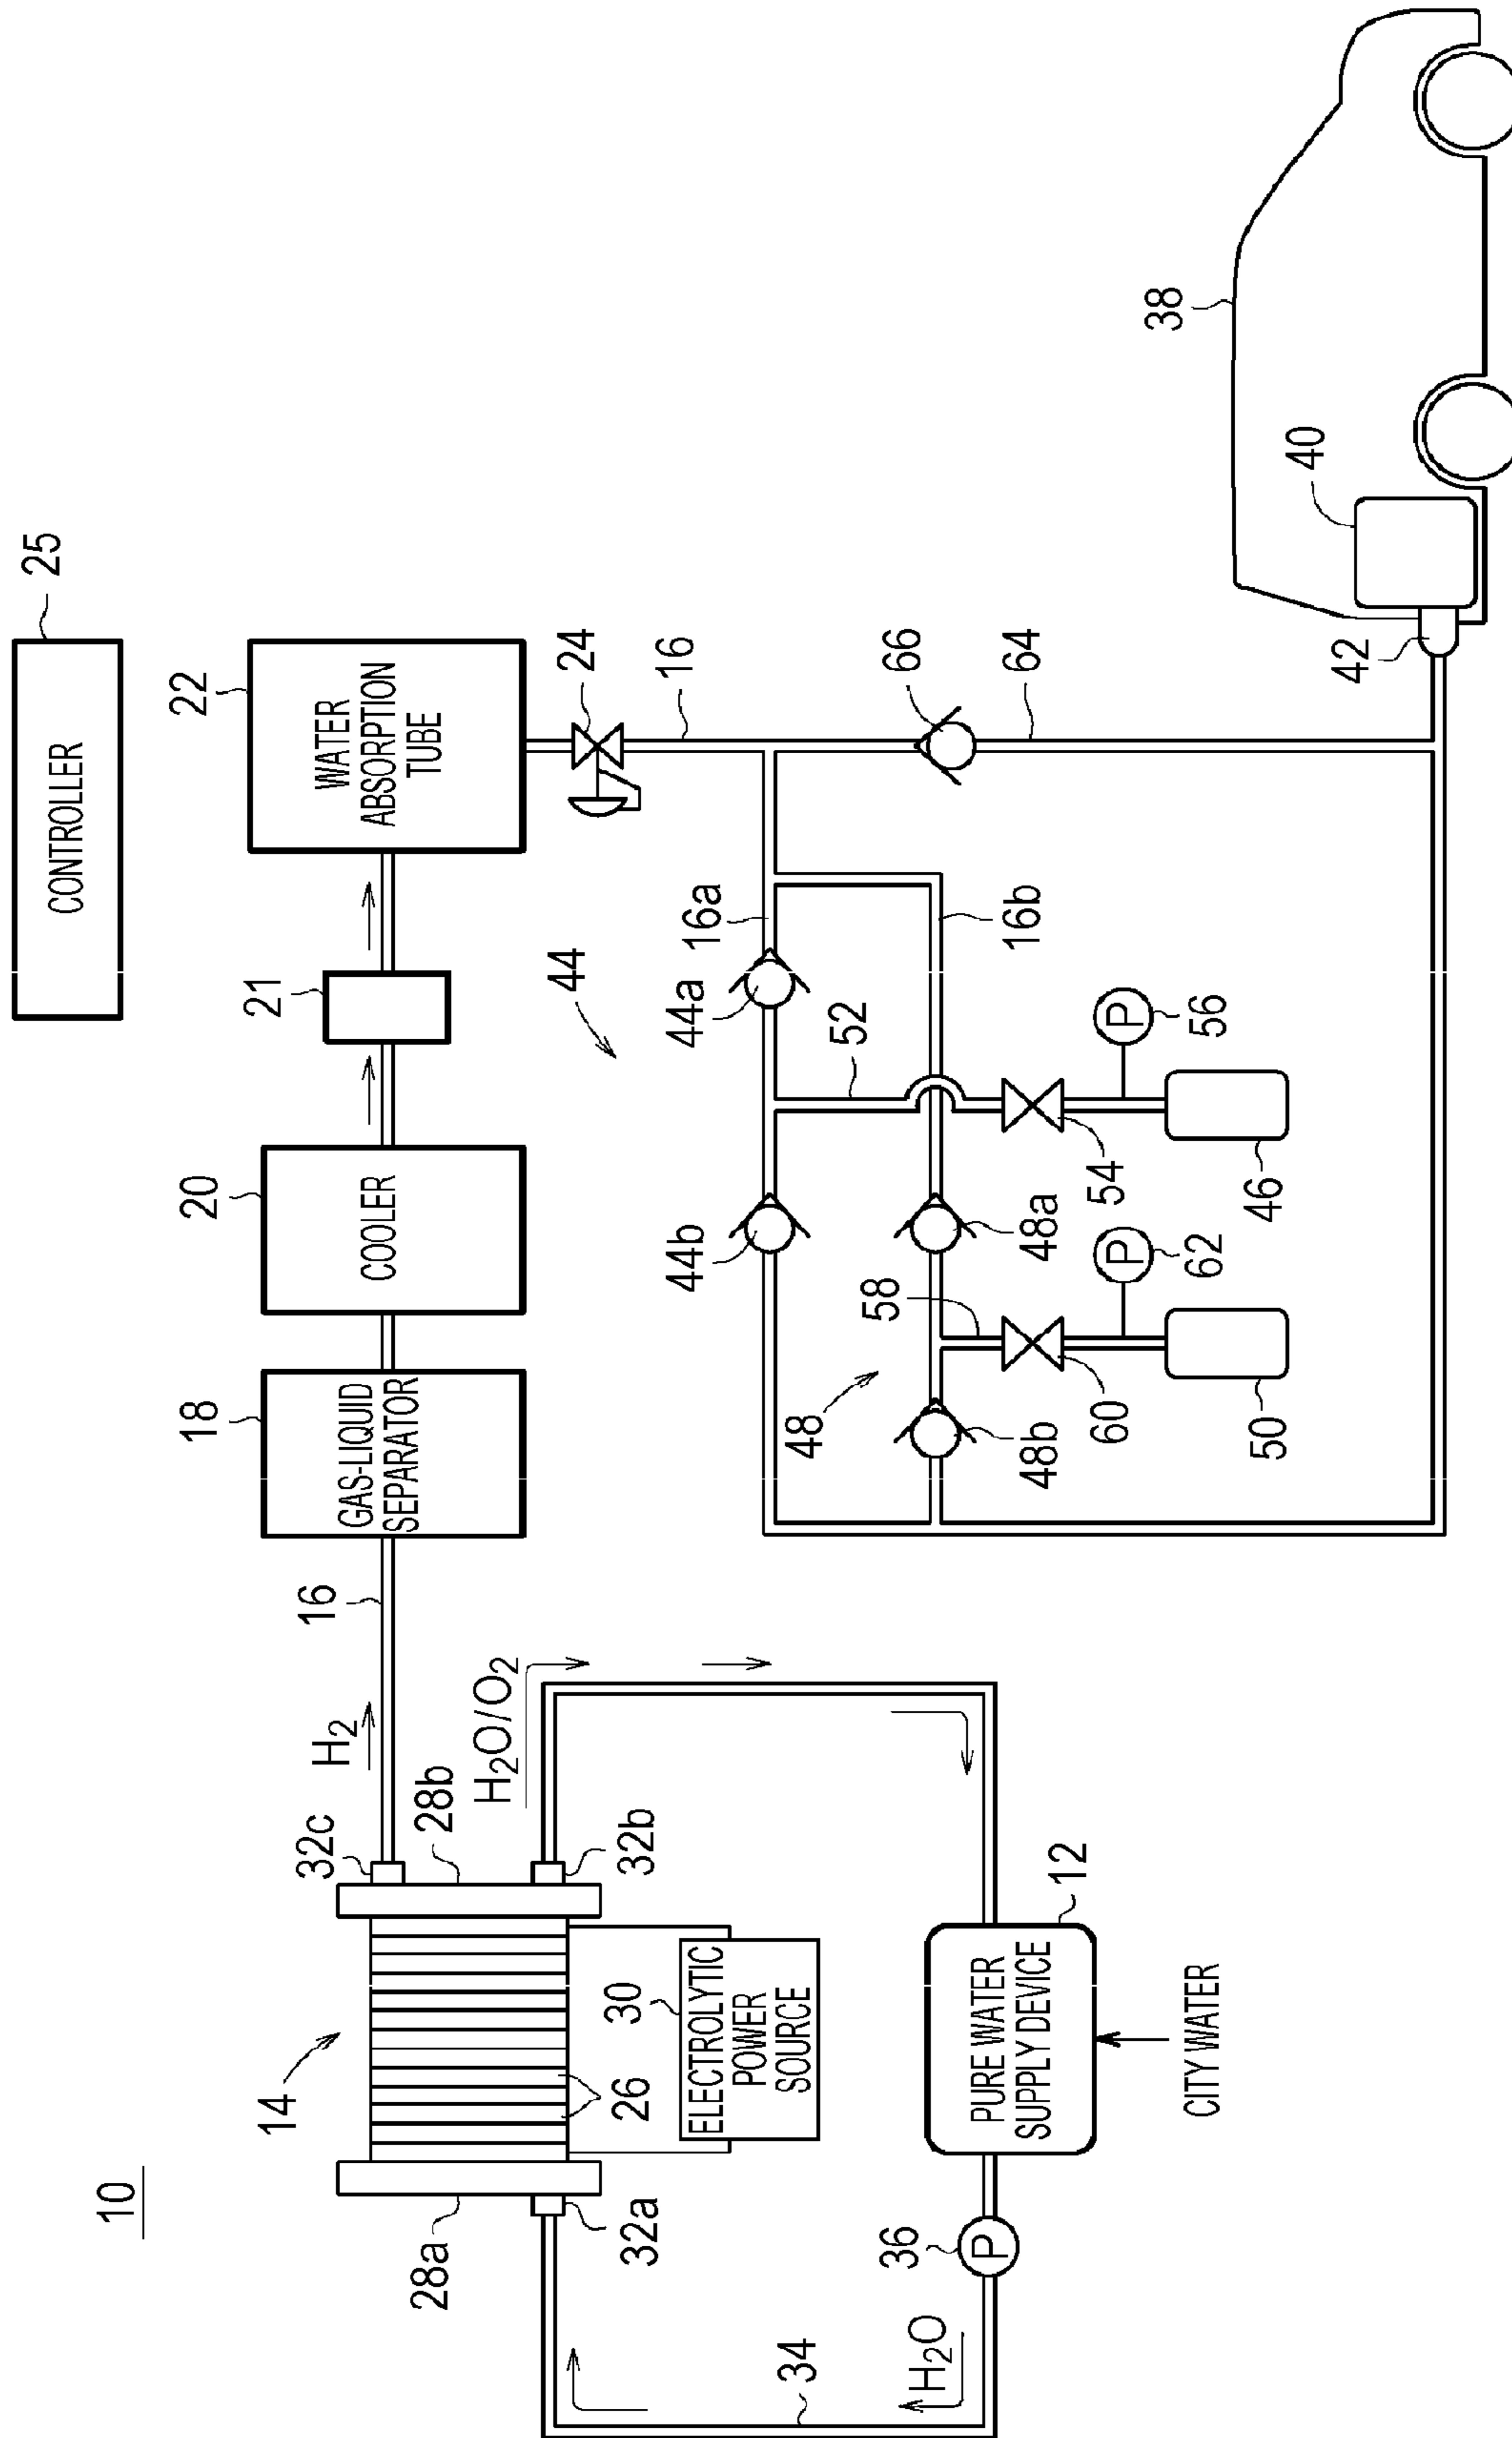 10
CONTROLLER
25
14
28a
32a
26
28b
32c
32b
H2
16
H2O/O2
GAS-LIQUID
SEPARATOR
18
COOLER
20
21
WATER
ABSORPTION
TUBE
22
24
16
30
ELECTROLYTIC
POWER
SOURCE
34
H2O
P
36
PURE WATER
SUPPLY DEVICE
12
CITY WATER
44
44a
44b
16a
16b
66
64
52
48
48a
48b
58
54
P
56
46
60
P
62
50
38
40
42